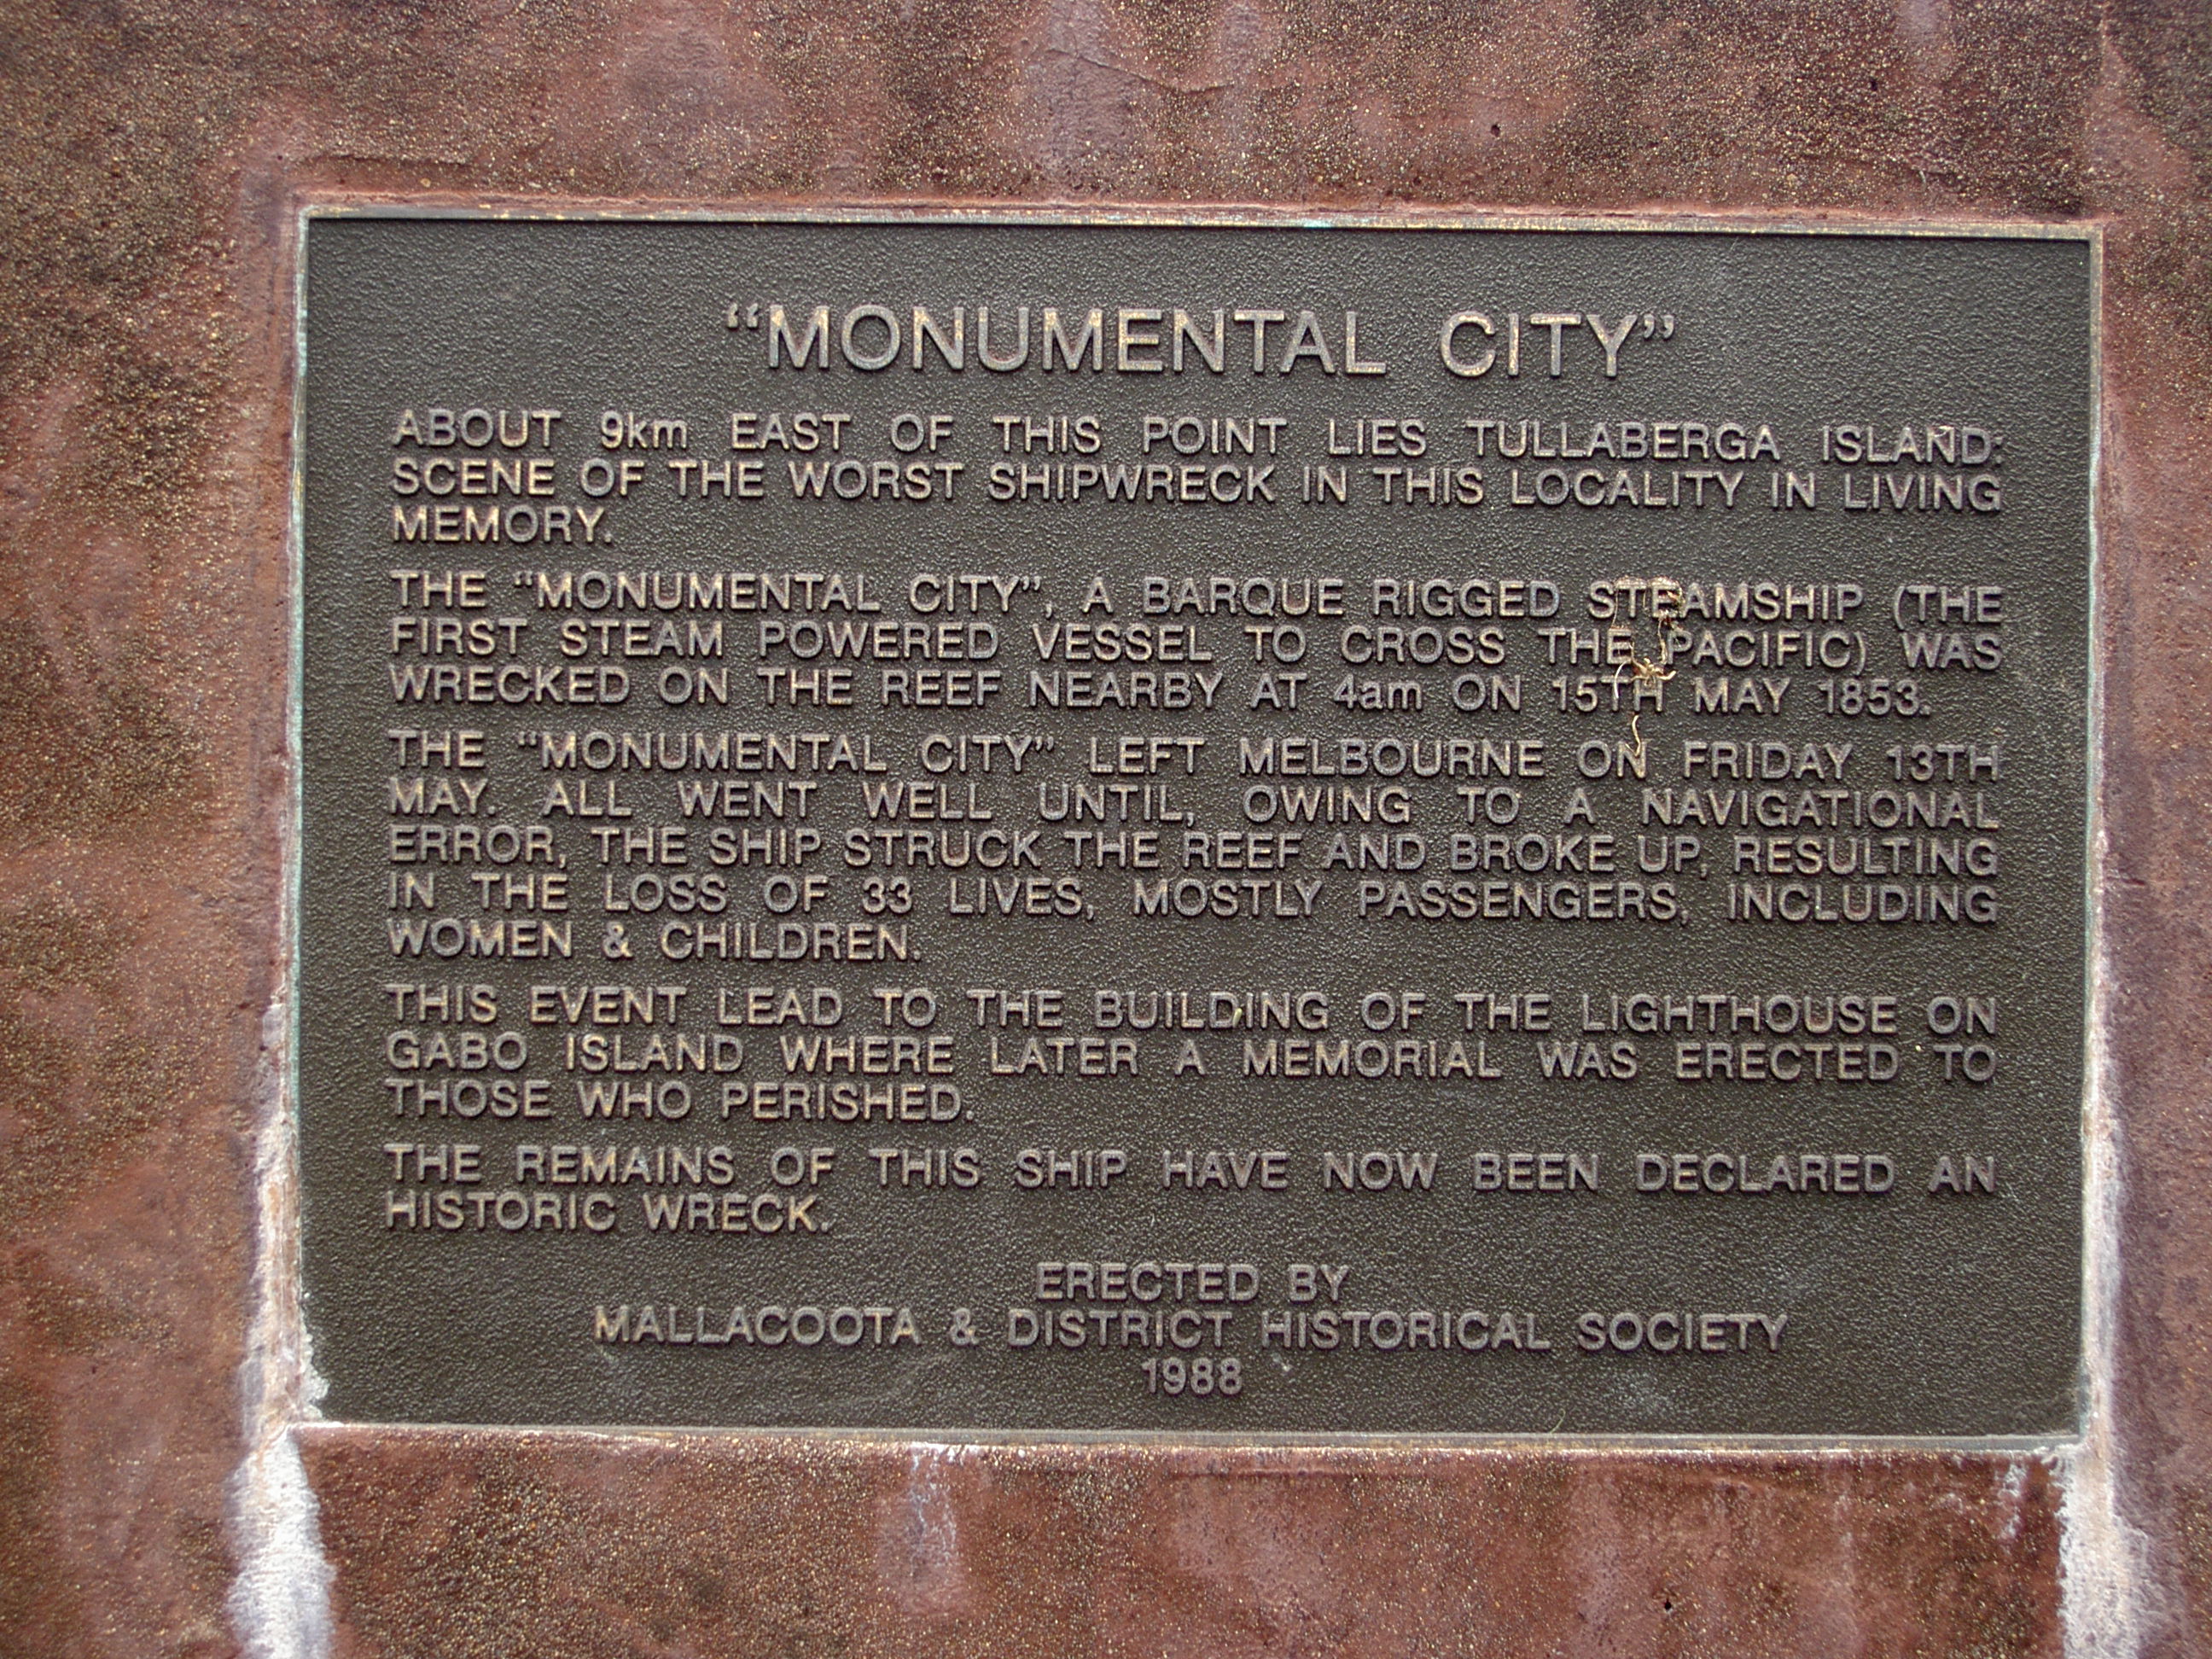 “MONUMENTAL CITY”
ABOUT 9km EAST OF THIS POINT LIES TULLABERGA ISLAND:
SCENE OF THE WORST SHIPWRECK IN THIS LOCALITY IN LIVING
MEMORY.
THE “MONUMENTAL CITY”, A BARQUE RIGGED STEAMSHIP (THE
FIRST STEAM POWERED VESSEL TO CROSS THE PACIFIC) WAS
WRECKED ON THE REEF NEARBY AT 4am ON 15TH MAY 1853.
THE “MONUMENTAL CITY” LEFT MELBOURNE ON FRIDAY 13TH
MAY. ALL WENT WELL UNTIL, OWING TO A NAVIGATIONAL
ERROR, THE SHIP STRUCK THE REEF AND BROKE UP, RESULTING
IN THE LOSS OF 33 LIVES, MOSTLY PASSENGERS, INCLUDING
WOMEN & CHILDREN.
THIS EVENT LEAD TO THE BUILDING OF THE LIGHTHOUSE ON
GABO ISLAND WHERE LATER A MEMORIAL WAS ERECTED TO
THOSE WHO PERISHED.
THE REMAINS OF THIS SHIP HAVE NOW BEEN DECLARED AN
HISTORIC WRECK.
ERECTED BY
MALLACOOTA & DISTRICT HISTORICAL SOCIETY
1988